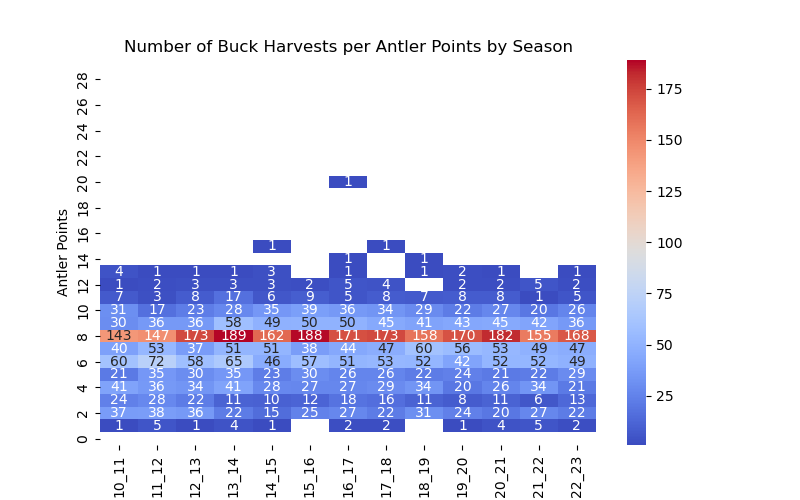 Number of Buck Harvests per Antler Points by Season
Antler Points
28
26
24
22
20 1
18
16
1 1
14 1 1
4 1 1 1 3 1 1 2 1 1
12 1 2 3 3 3 2 5 4 2 2 5 2
7 3 8 17 6 9 5 8 7 8 8 1 5
10 31 17 23 28 35 39 36 34 29 22 27 20 26
30 36 36 58 49 50 50 45 41 43 45 42 36
8 143 147 173 189 162 188 171 173 158 170 182 155 168
40 53 37 51 51 38 44 47 60 56 53 49 47
6 60 72 58 65 46 57 51 53 52 42 52 52 49
21 35 30 35 23 30 26 26 22 24 21 22 29
4 41 36 34 41 28 27 27 29 34 20 26 34 21
24 28 22 11 10 12 18 16 11 8 11 6 13
2 37 38 36 22 15 25 27 22 31 24 20 27 22
1 5 1 4 1 2 2 1 4 5 2
0
10_11 11_12 12_13 13_14 14_15 15_16 16_17 17_18 18_19 19_20 20_21 21_22 22_23
175
150
125
100
75
50
25